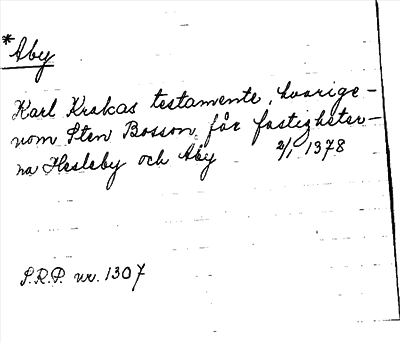 *Åby
Karl Krakas testamente, hvarige-
nom Sten Bosson får fastigheter-
na Hesleby och Åby 2/1 1378
S.R.P. nr. 1307